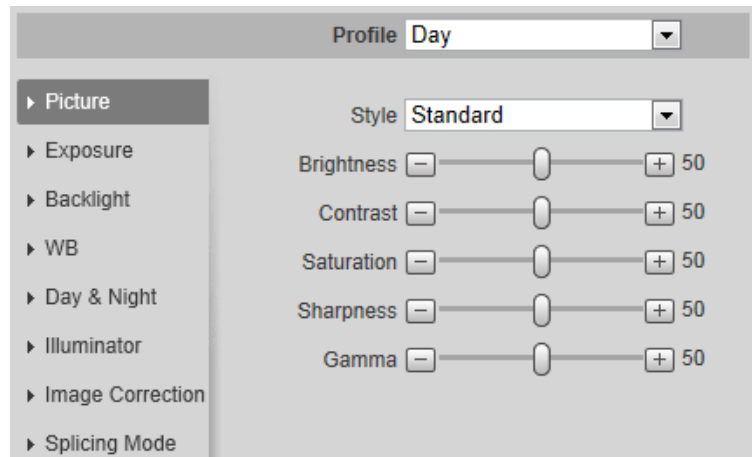 Profile Day
Picture
Exposure
Backlight
WB
Day & Night
Illuminator
Image Correction
Splicing Mode
Style Standard
Brightness 50
Contrast 50
Saturation 50
Sharpness 50
Gamma 50